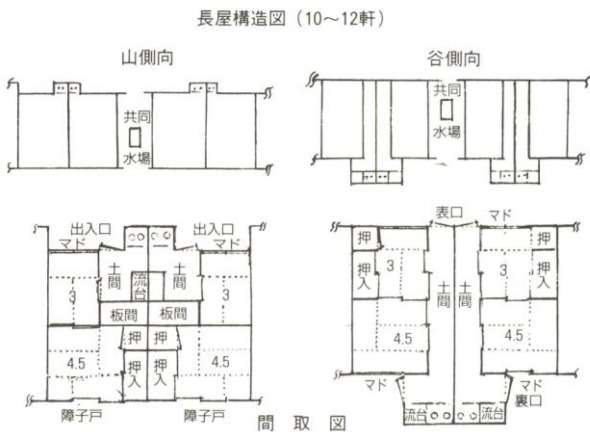 長屋構造図（10〜12軒）
山側向
共同
水場
谷側向
共同
水場
出入口
マド
出入口
マド
土間
土間
3
流台
3
板間
板間
4.5
押
押
4.5
押入
押入
障子戸
障子戸
表口
マド
押
3
押入
土間
土間
3
押
押入
4.5
4.5
マド
マド
裏口
流台
流台
間取図